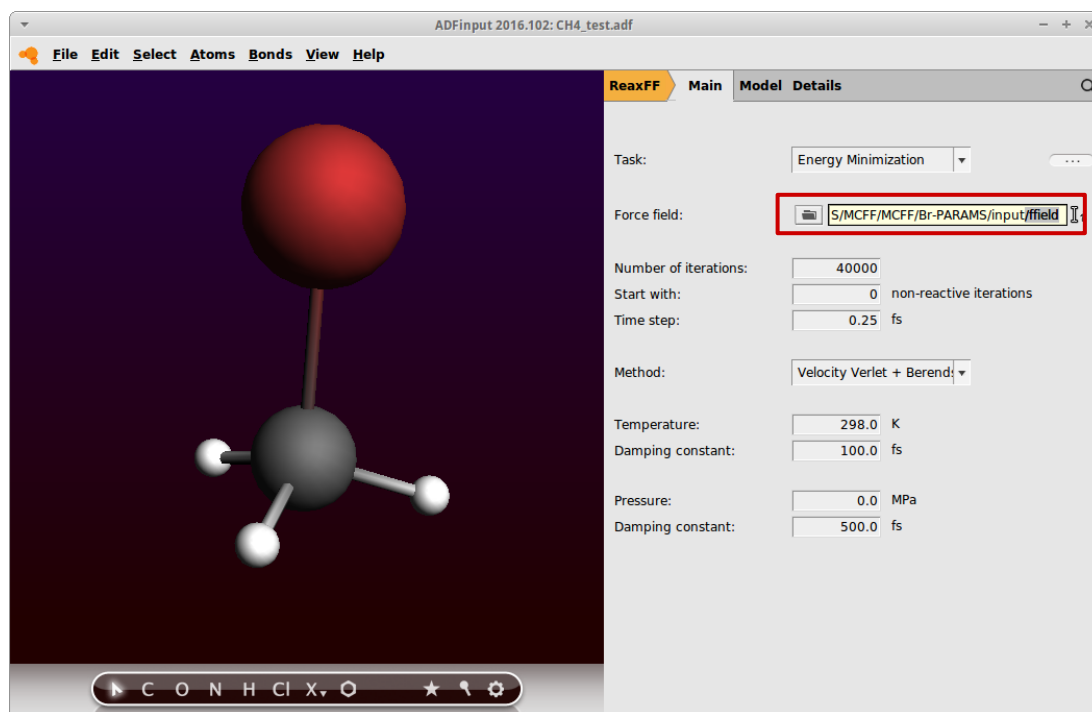 ADFinput 2016.102: CH4_test.adf
File Edit Select Atoms Bonds View Help
ReaxFF Main Model Details
Task: Energy Minimization ...
Force field: S/MCFF/MCFF/Br-PARAMS/input/ffield
Number of iterations: 40000
Start with: 0 non-reactive iterations
Time step: 0.25 fs
Method: Velocity Verlet + Berend
Temperature: 298.0 K
Damping constant: 100.0 fs
Pressure: 0.0 MPa
Damping constant: 500.0 fs
C O N H Cl X